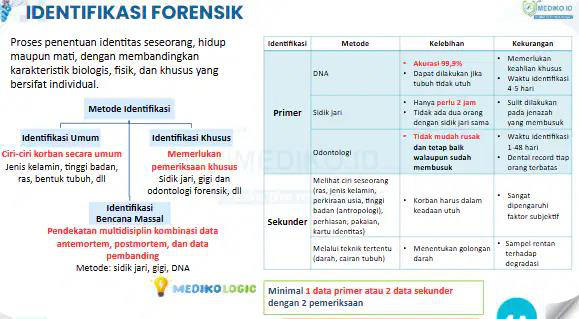 IDENTIFIKASI FORENSIK
MEDIKO.ID
Proses penentuan identitas seseorang, hidup
maupun mati, dengan membandingkan
karakteristik biologis, fisik, dan khusus yang
bersifat individual.
Metode Identifikasi
Identifikasi Umum
Ciri-ciri korban secara umum
Jenis kelamin, tinggi badan,
ras, bentuk tubuh, dll
Identifikasi Khusus
Memerlukan
pemeriksaan khusus
Sidik jari, gigi dan
odontologi forensik, dll
Identifikasi
Bencana Massal
Pendekatan multidisiplin kombinasi data
antemortem, postmortem, dan data
pembanding
Metode: sidik jari, gigi, DNA
MEDIKOLOGIC
Identifikasi Metode Kelebihan Kekurangan
Primer
DNA
• Akurasi 99,9%
• Dapat dilakukan jika
tubuh tidak utuh
• Memerlukan
keahlian khusus
• Waktu identifikasi
4-5 hari
Sidik jari
• Hanya perlu 2 jam
• Tidak ada dua orang
dengan sidik jari sama
• Sulit dilakukan
pada jenazah
yang membusuk
Odontologi
• Tidak mudah rusak
dan tetap baik
walaupun sudah
membusuk
• Waktu identifikasi
1-48 hari
• Dental record tiap
orang terbatas
Sekunder
Melihat ciri seseorang
(ras, jenis kelamin,
perkiraan usia, tinggi
badan (antropologi),
perhiasan, pakaian,
kartu identitas)
• Korban harus dalam
keadaan utuh
• Sangat
dipengaruhi
faktor subjektif
Melalui teknik tertentu
(darah, cairan tubuh)
• Menentukan golongan
darah
• Sampel rentan
terhadap
degradasi
MEDIKO.ID
Minimal 1 data primer atau 2 data sekunder
dengan 2 pemeriksaan